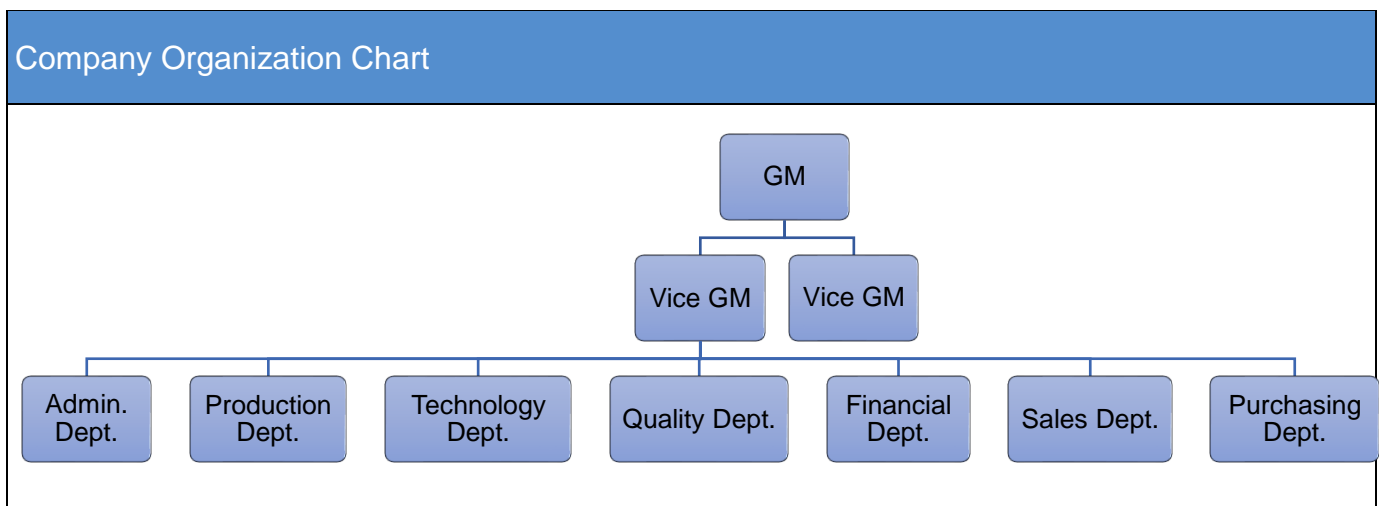 Company Organization Chart
GM
Vice GM
Vice GM
Admin.
Dept.
Production
Dept.
Technology
Dept.
Quality Dept.
Financial
Dept.
Sales Dept.
Purchasing
Dept.